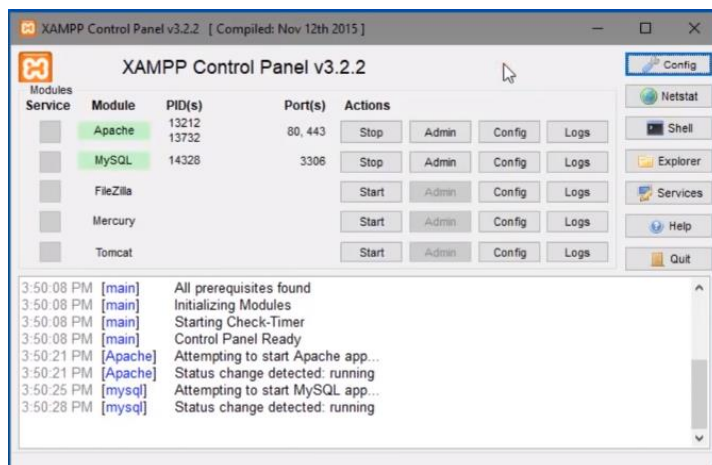 XAMPP Control Panel v3.2.2 [ Compiled: Nov 12th 2015 ]
XAMPP Control Panel v3.2.2
Config
Modules
Service Module PID(s) Port(s) Actions
Netstat
Apache 13212 13732 80, 443 Stop Admin Config Logs
Shell
MySQL 14328 3306 Stop Admin Config Logs
Explorer
FileZilla Start Admin Config Logs
Services
Mercury Start Admin Config Logs
Help
Tomcat Start Admin Config Logs
Quit
3:50:08 PM [main] All prerequisites found
3:50:08 PM [main] Initializing Modules
3:50:08 PM [main] Starting Check-Timer
3:50:08 PM [main] Control Panel Ready
3:50:21 PM [Apache] Attempting to start Apache app...
3:50:21 PM [Apache] Status change detected: running
3:50:25 PM [mysql] Attempting to start MySQL app...
3:50:28 PM [mysql] Status change detected: running